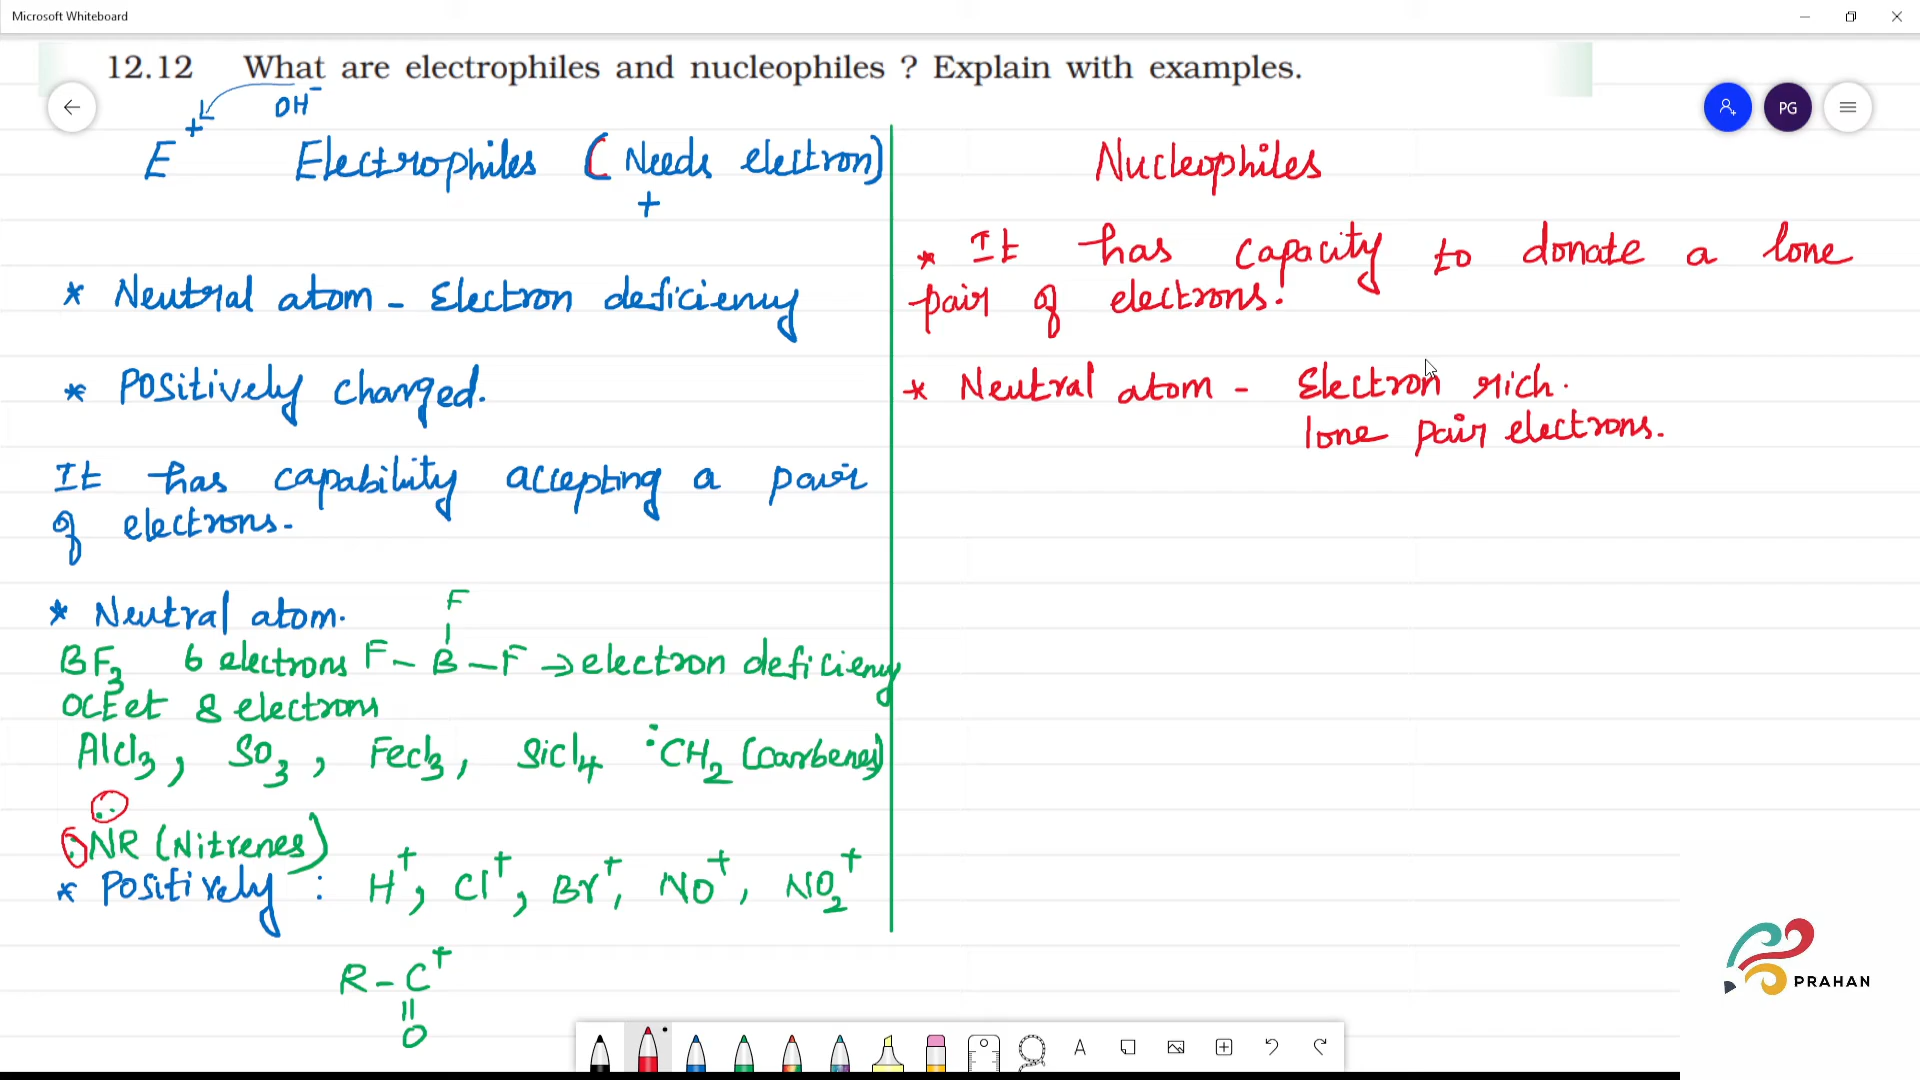 Microsoft Whiteboard
12.12 What are electrophiles and nucleophiles ? Explain with examples.
OH⁻
PG
E⁺ Electrophiles (Needs electron)
+
* Neutral atom - Electron deficiency
* Positively charged.
It has capability accepting a pair
of electrons.
* Neutral atom.
F
BF₃ 6 electrons F - B - F → electron deficiency
Octet 8 electrons
AlCl₃, SO₃, FeCl₃, SiCl₄ :CH₂ (Carbenes)
:NR (Nitrenes)
* Positively : H⁺, Cl⁺, Br⁺, NO⁺, NO₂⁺
R - C⁺
O
Nucleophiles
* It has capacity to donate a lone
pair of electrons.
* Neutral atom - Electron rich.
lone pair electrons.
PRAHAN
A